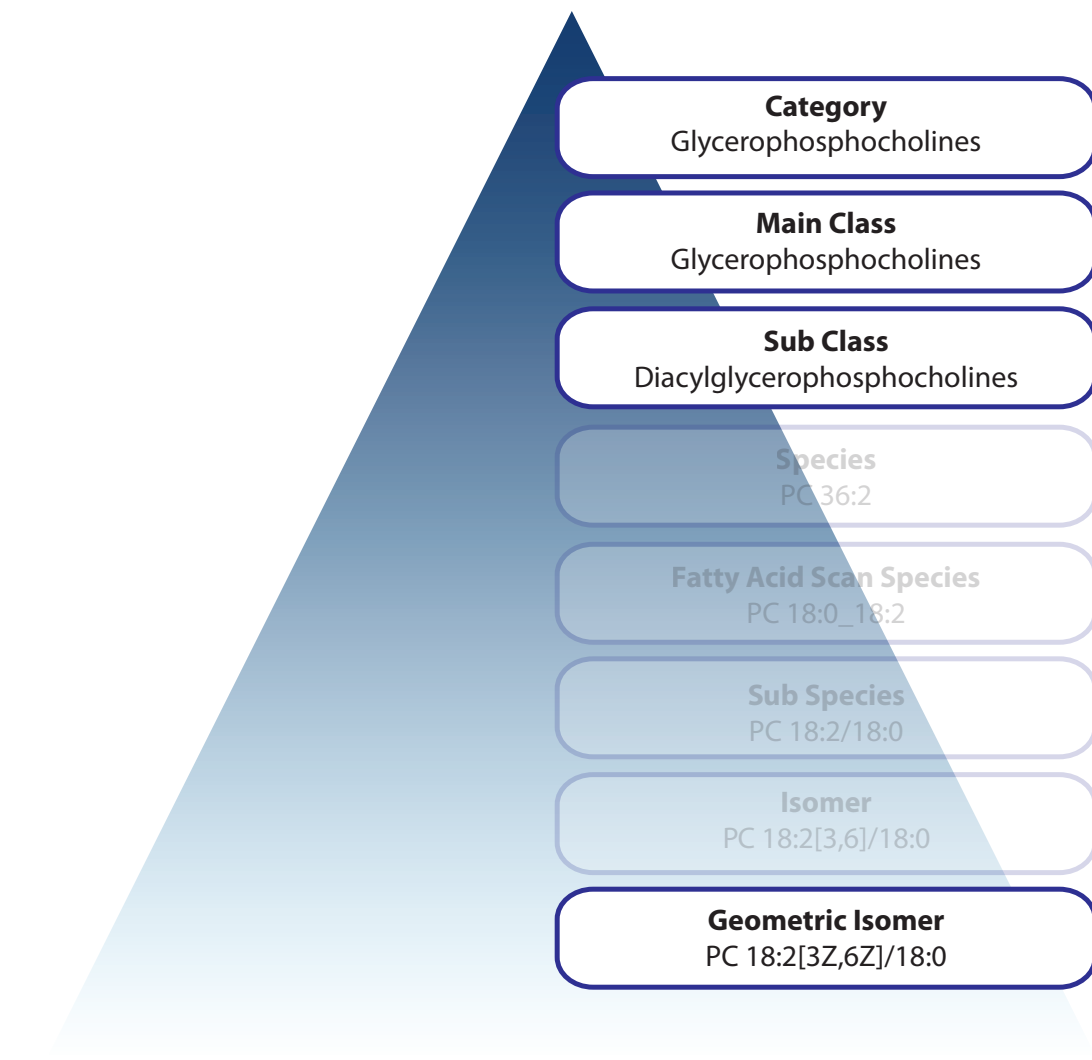 Category
Glycerophosphocholines
Main Class
Glycerophosphocholines
Sub Class
Diacylglycerophosphocholines
Species
PC 36:2
Fatty Acid Scan Species
PC 18:0_18:2
Sub Species
PC 18:2/18:0
Isomer
PC 18:2[3,6]/18:0
Geometric Isomer
PC 18:2[3Z,6Z]/18:0